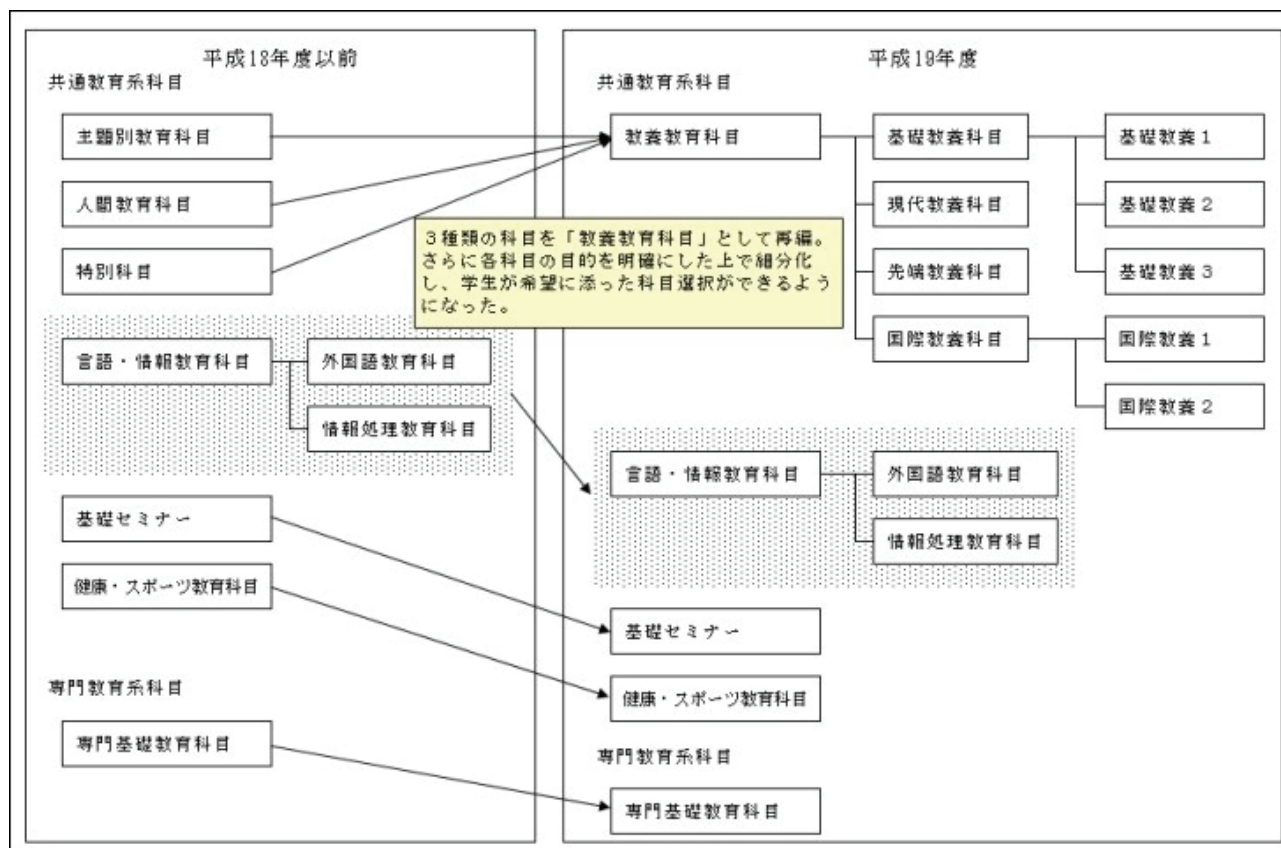 平成18年度以前
共通教育系科目
主題別教育科目
人間教育科目
特別科目
言語・情報教育科目
外国語教育科目
情報処理教育科目
基礎セミナー
健康・スポーツ教育科目
専門教育系科目
専門基礎教育科目
3種類の科目を「教養教育科目」として再編。
さらに各科目の目的を明確にした上で細分化
し、学生が希望に添った科目選択ができるよう
になった。
平成19年度
共通教育系科目
教養教育科目
基礎教養科目
基礎教養1
現代教養科目
基礎教養2
先端教養科目
基礎教養3
国際教養科目
国際教養1
国際教養2
言語・情報教育科目
外国語教育科目
情報処理教育科目
基礎セミナー
健康・スポーツ教育科目
専門教育系科目
専門基礎教育科目